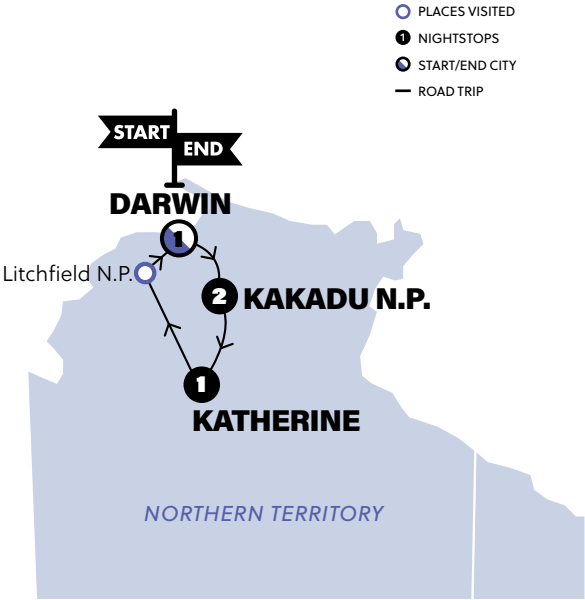 PLACES VISITED
1 NIGHTSTOPS
START/END CITY
ROAD TRIP
START
END
DARWIN
1
Litchfield N.P.
2 KAKADU N.P.
1
KATHERINE
NORTHERN TERRITORY